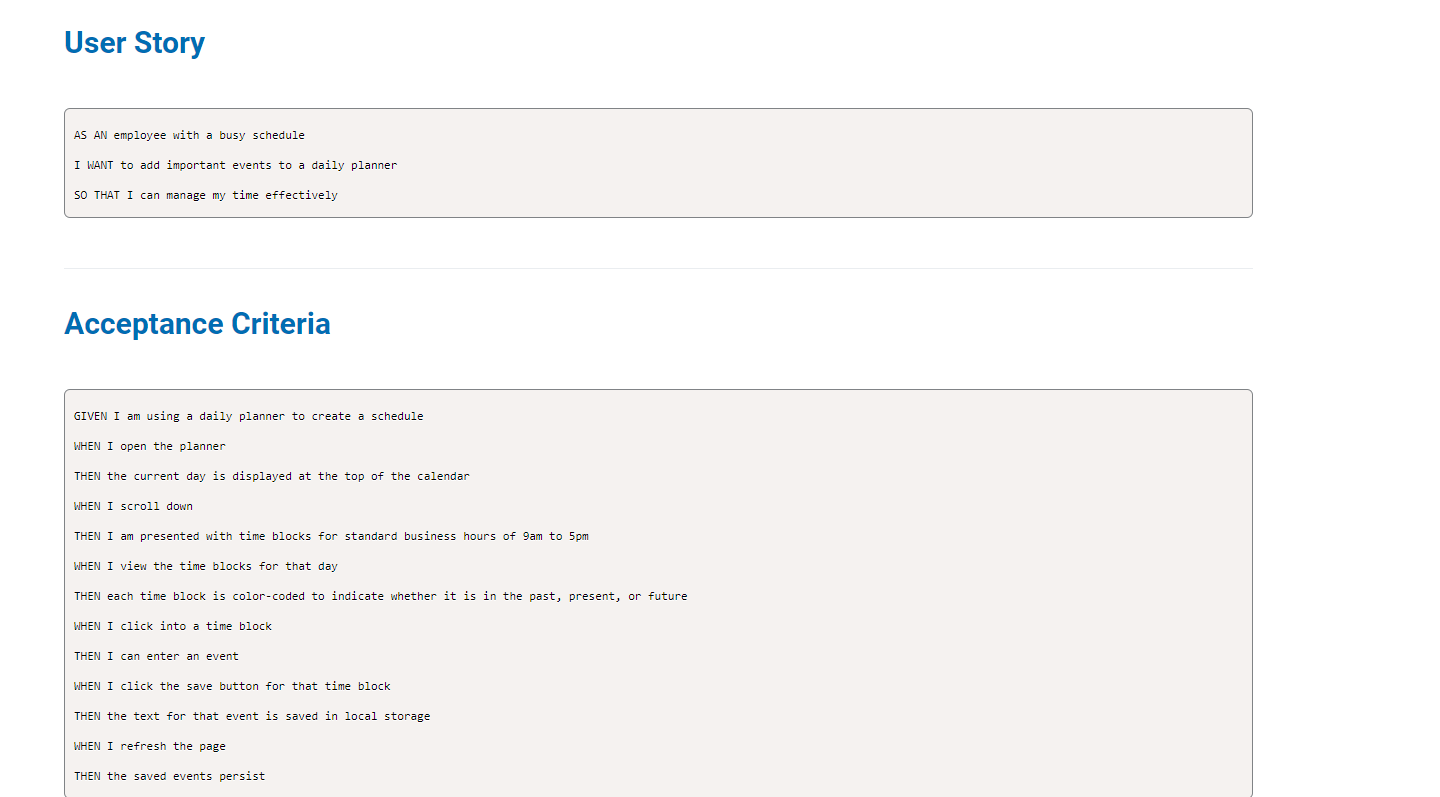 User Story
AS AN employee with a busy schedule
I WANT to add important events to a daily planner
SO THAT I can manage my time effectively
Acceptance Criteria
GIVEN I am using a daily planner to create a schedule
WHEN I open the planner
THEN the current day is displayed at the top of the calendar
WHEN I scroll down
THEN I am presented with time blocks for standard business hours of 9am to 5pm
WHEN I view the time blocks for that day
THEN each time block is color-coded to indicate whether it is in the past, present, or future
WHEN I click into a time block
THEN I can enter an event
WHEN I click the save button for that time block
THEN the text for that event is saved in local storage
WHEN I refresh the page
THEN the saved events persist